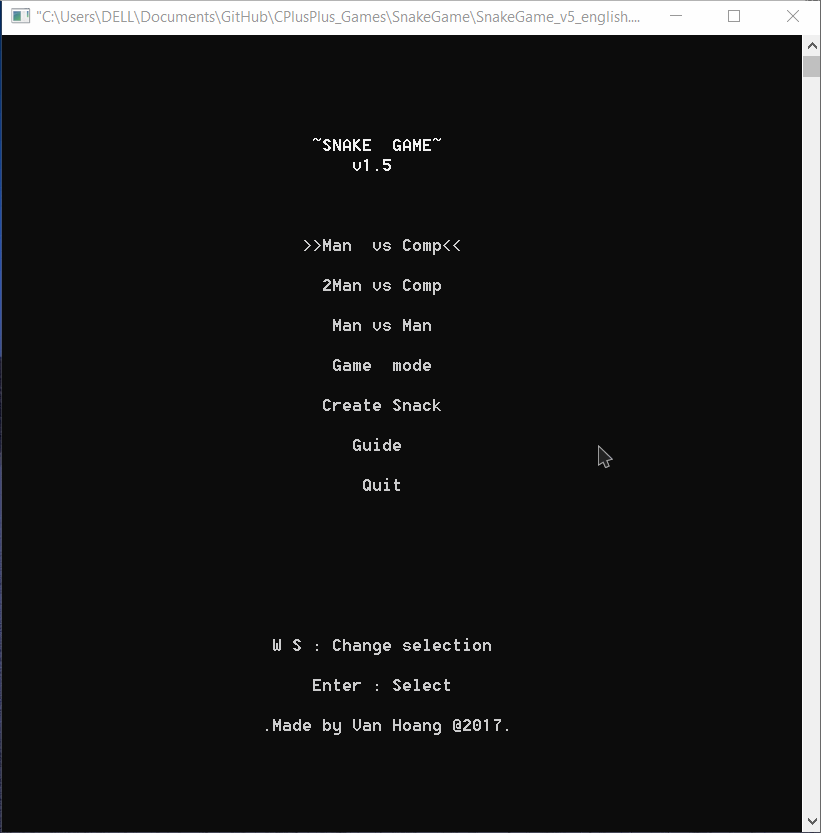 "C:\Users\DELL\Documents\GitHub\CPlusPlus_Games\SnakeGame\SnakeGame_v5_english....
~SNAKE  GAME~
v1.5
>>Man  vs Comp<<
2Man vs Comp
Man vs Man
Game  mode
Create Snack
Guide
Quit
W S : Change selection
Enter : Select
.Made by Van Hoang @2017.